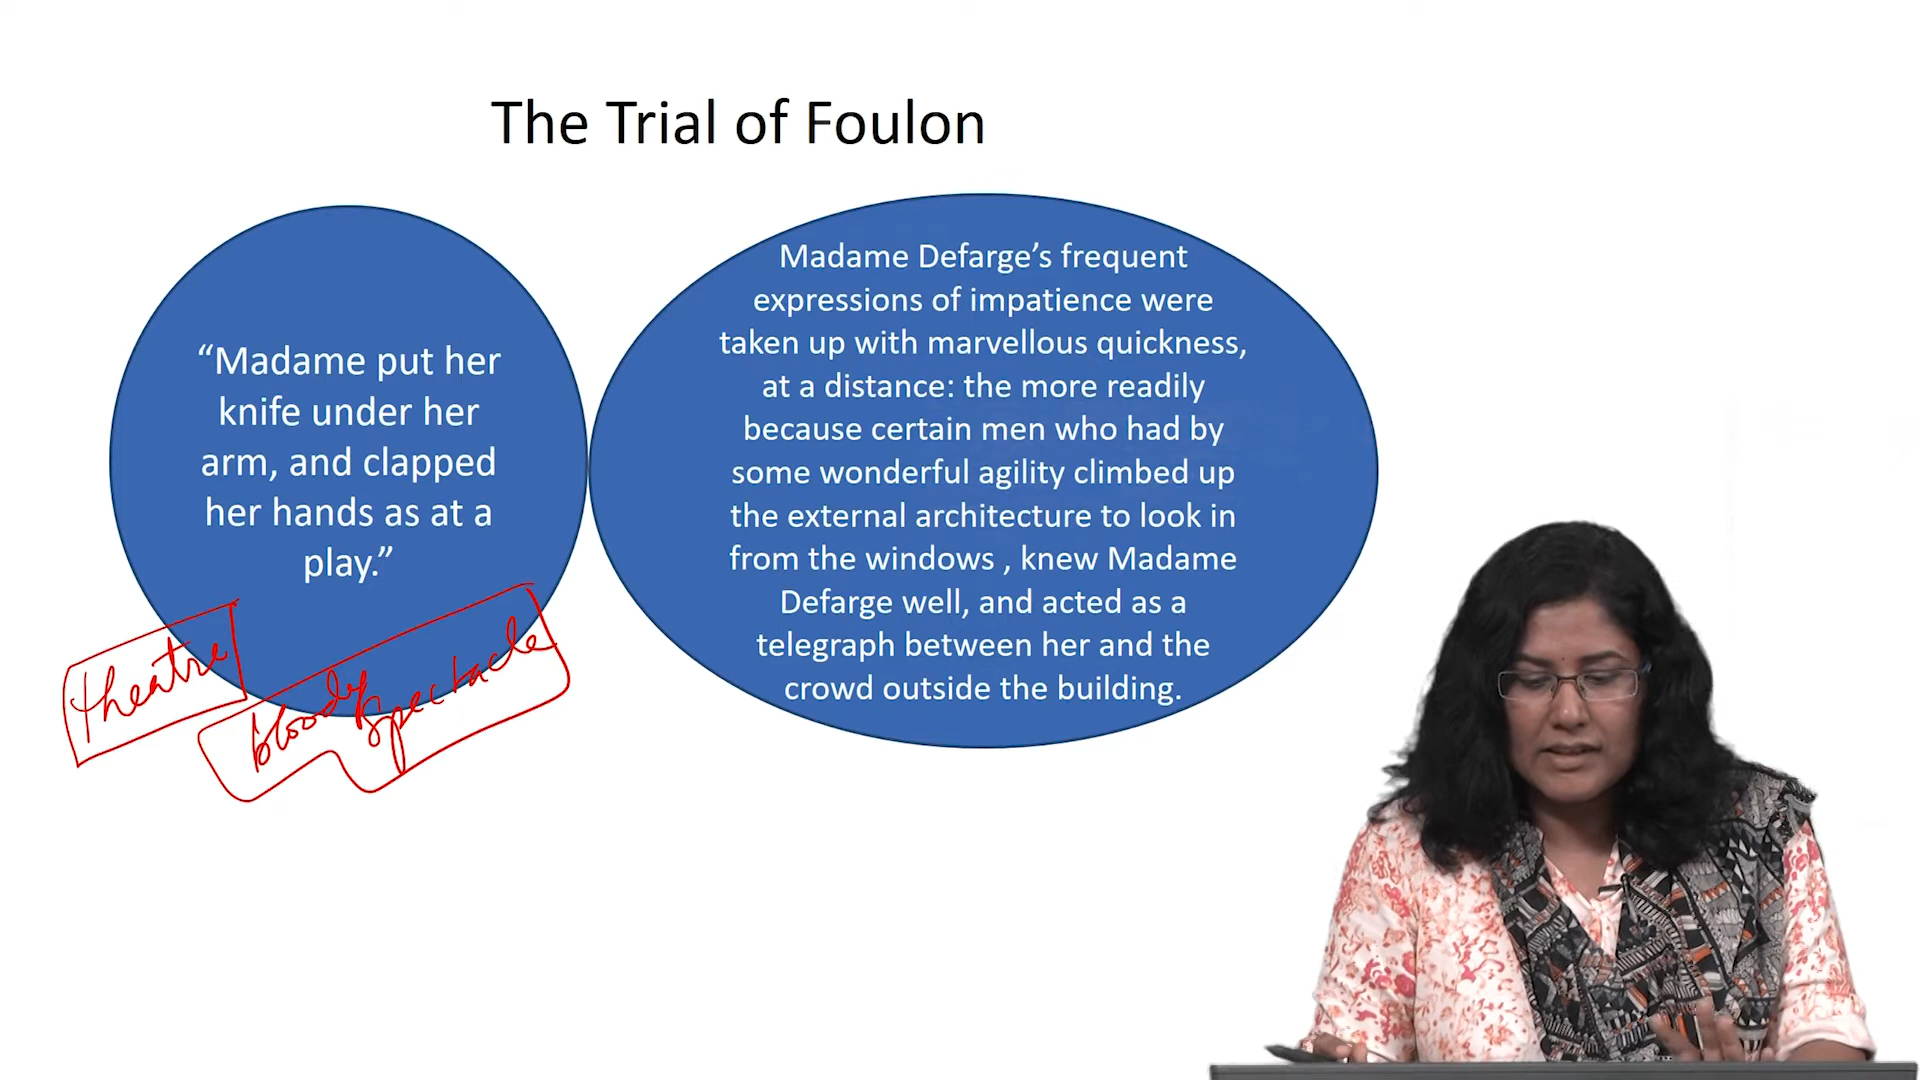 The Trial of Foulon
“Madame put her
knife under her
arm, and clapped
her hands as at a
play.”
Madame Defarge’s frequent
expressions of impatience were
taken up with marvellous quickness,
at a distance: the more readily
because certain men who had by
some wonderful agility climbed up
the external architecture to look in
from the windows , knew Madame
Defarge well, and acted as a
telegraph between her and the
crowd outside the building.
theatre
bloody spectacle